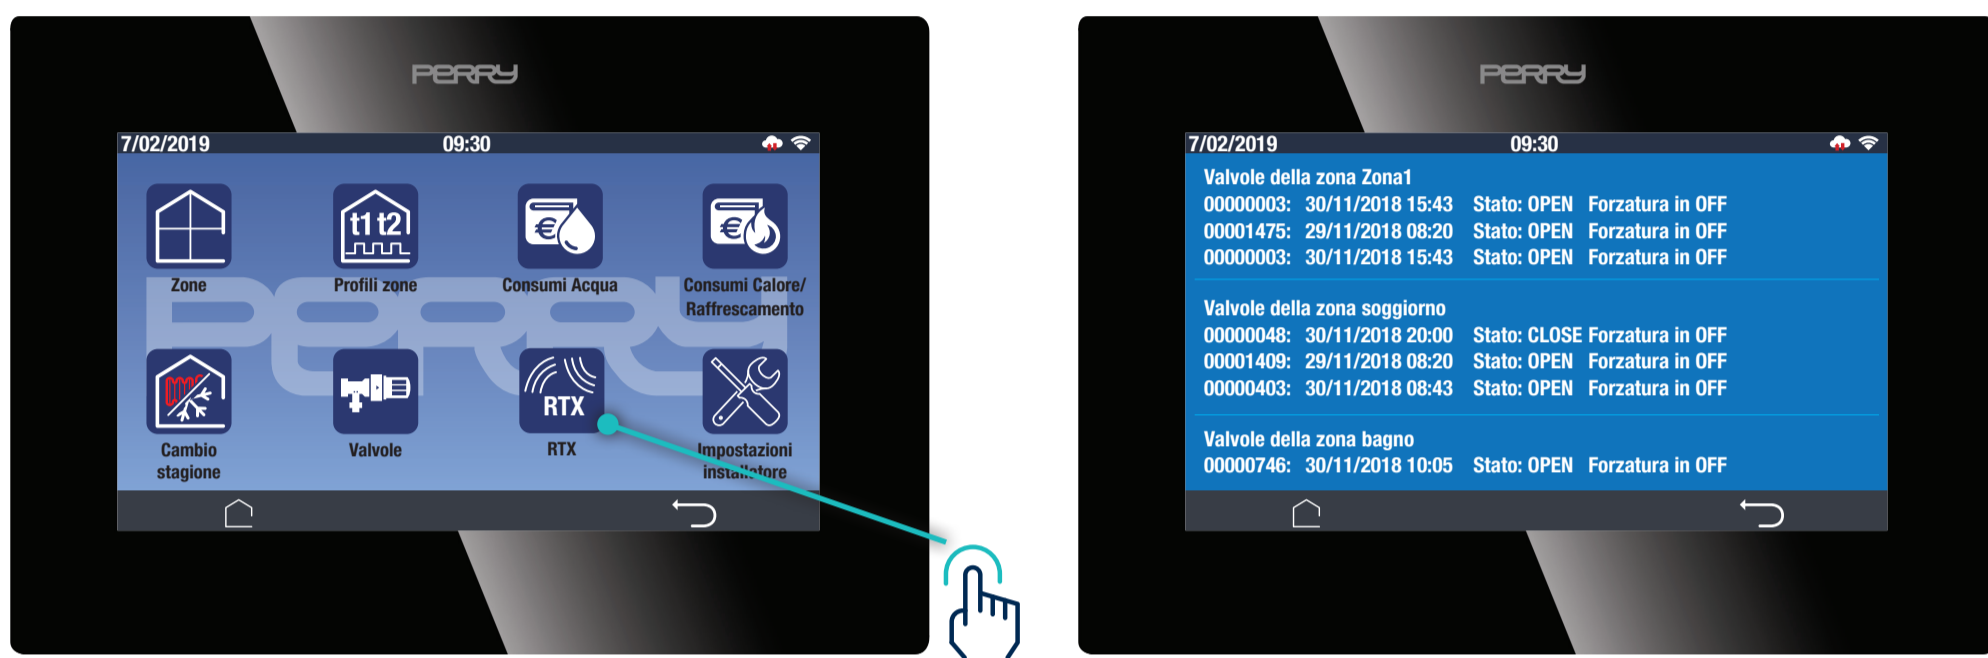 PERRY
7/02/2019 09:30
t1 t2
€
€
Zone Profili zone Consumi Acqua Consumi Calore/
Raffrescamento
PERRY
RTX
Cambio
stagione
Valvole
RTX
Impostazioni
installatore
PERRY
7/02/2019 09:30
Valvole della zona Zona1
00000003: 30/11/2018 15:43 Stato: OPEN Forzatura in OFF
00001475: 29/11/2018 08:20 Stato: OPEN Forzatura in OFF
00000003: 30/11/2018 15:43 Stato: OPEN Forzatura in OFF
Valvole della zona soggiorno
00000048: 30/11/2018 20:00 Stato: CLOSE Forzatura in OFF
00001409: 29/11/2018 08:20 Stato: OPEN Forzatura in OFF
00000403: 30/11/2018 08:43 Stato: OPEN Forzatura in OFF
Valvole della zona bagno
00000746: 30/11/2018 10:05 Stato: OPEN Forzatura in OFF